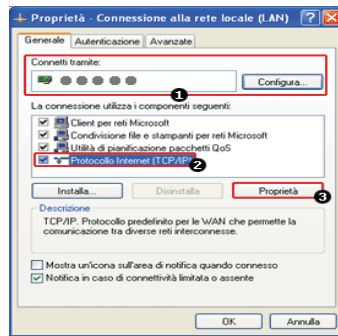 Proprietà - Connessione alla rete locale (LAN)
Generale Autenticazione Avanzate
Connetti tramite:
Configura...
1
La connessione utilizza i componenti seguenti:
Client per reti Microsoft
Condivisione file e stampanti per reti Microsoft
Utilità di pianificazione pacchetti QoS
Protocollo Internet (TCP/IP)
2
Installa... Disinstalla Proprietà
3
Descrizione
TCP/IP. Protocollo predefinito per le WAN che permette la
comunicazione tra diverse reti interconnesse.
Mostra un'icona sull'area di notifica quando connesso
Notifica in caso di connettività limitata o assente
OK Annulla